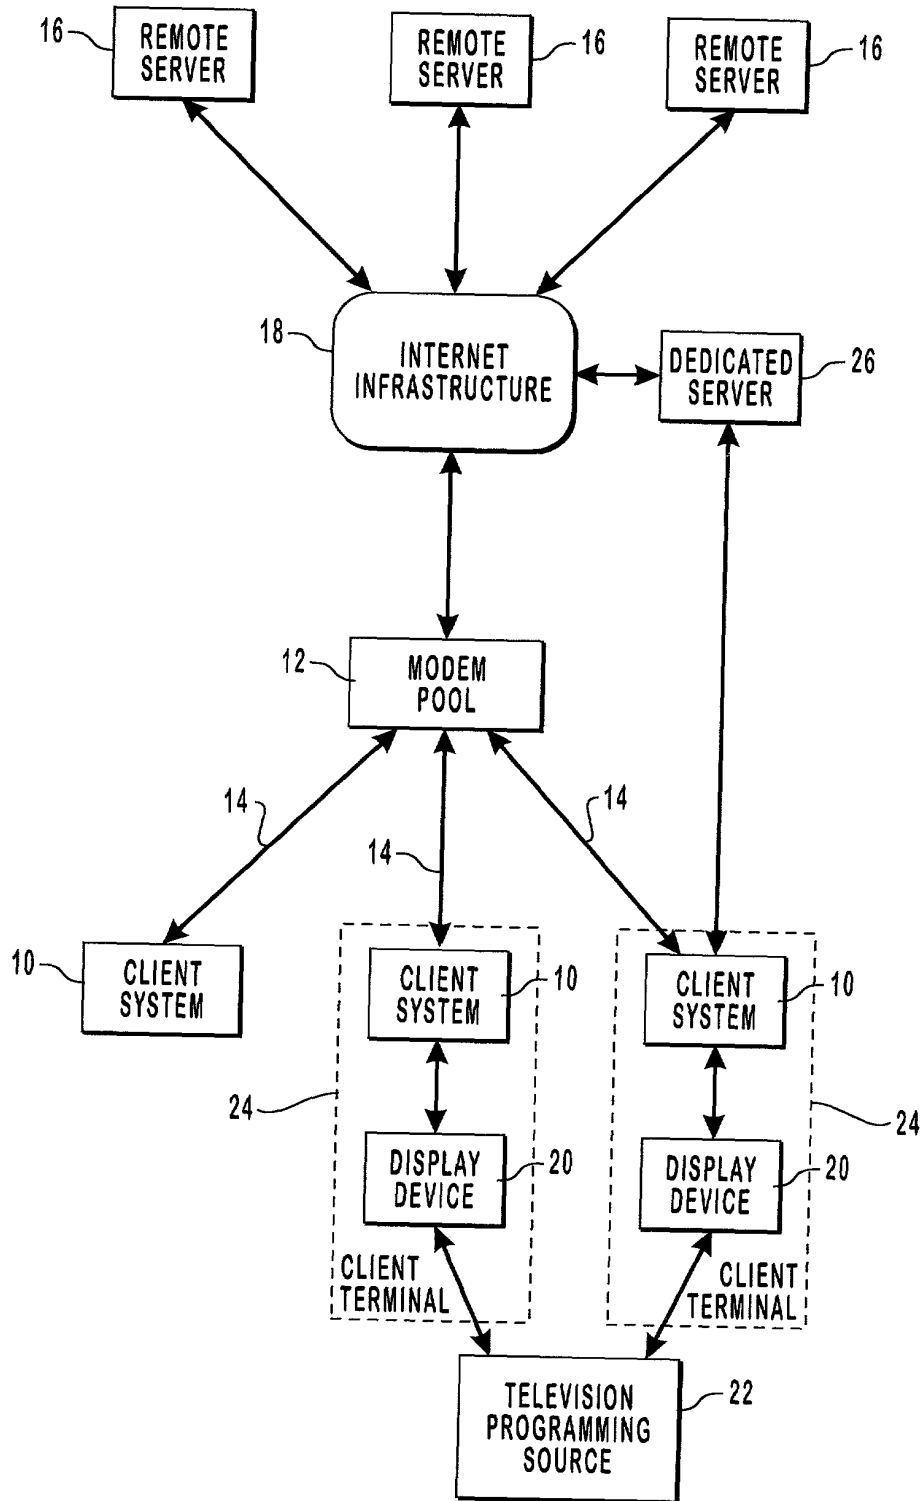 16
REMOTE
SERVER
REMOTE
SERVER
16
REMOTE
SERVER
16
18
INTERNET
INFRASTRUCTURE
DEDICATED
SERVER
26
12
MODEM
POOL
14
14
14
10
CLIENT
SYSTEM
CLIENT
SYSTEM
10
CLIENT
SYSTEM
10
24
24
DISPLAY
DEVICE
20
DISPLAY
DEVICE
20
CLIENT
TERMINAL
CLIENT
TERMINAL
TELEVISION
PROGRAMMING
SOURCE
22